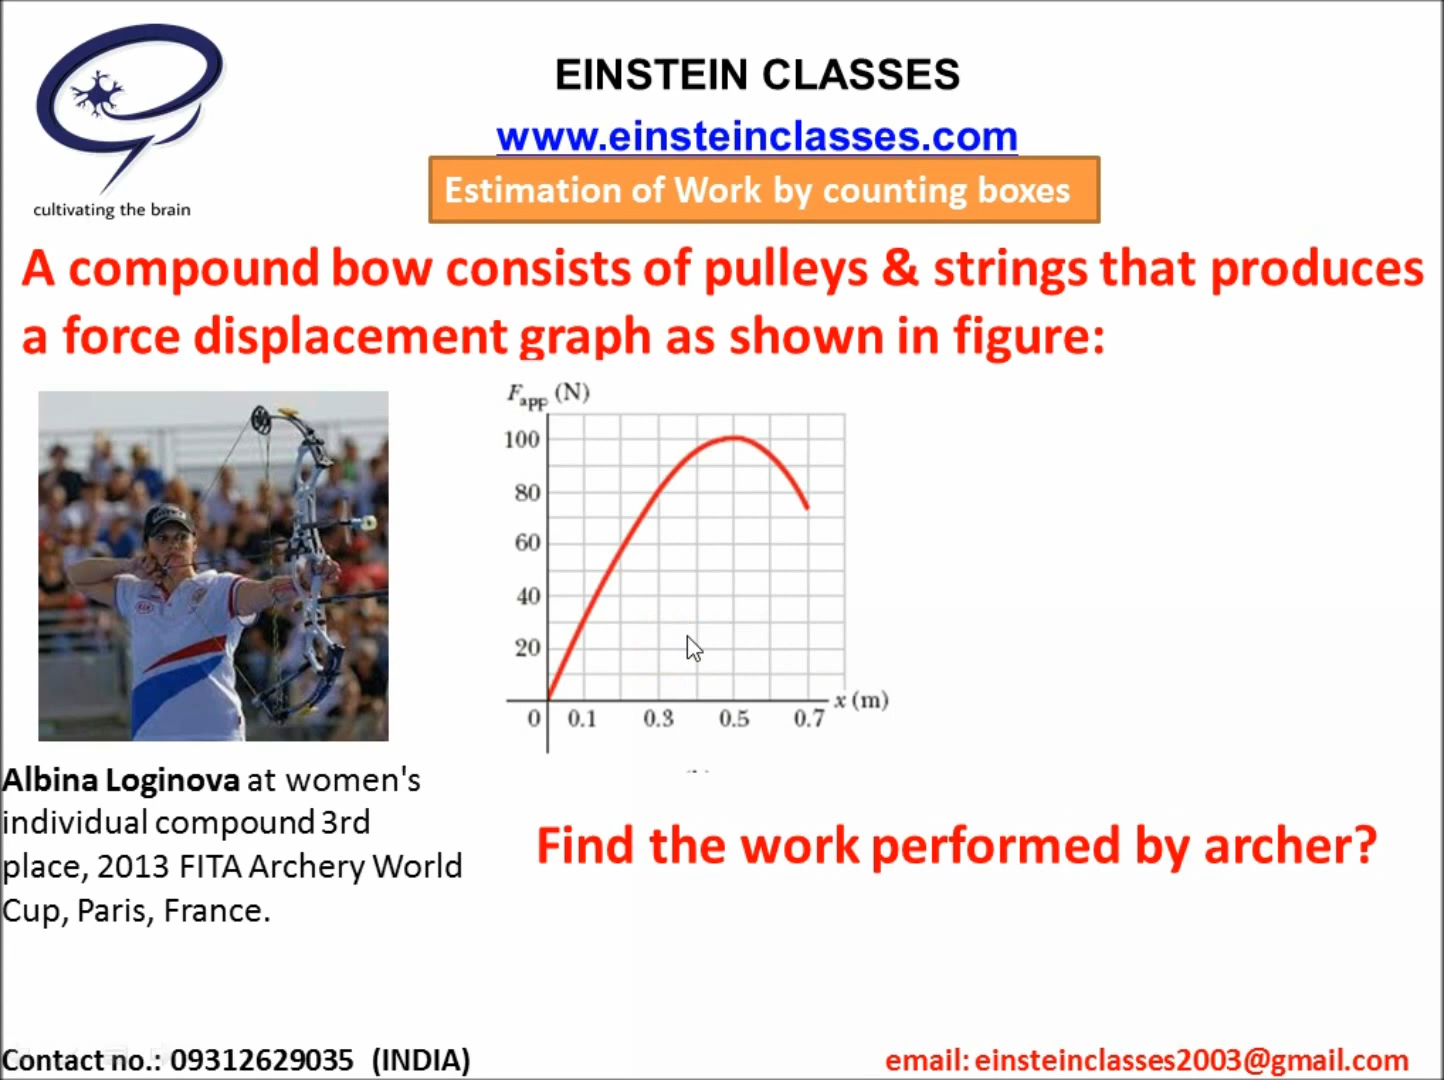 EINSTEIN CLASSES
www.einsteinclasses.com
cultivating the brain
Estimation of Work by counting boxes
A compound bow consists of pulleys & strings that produces
a force displacement graph as shown in figure:
Fapp (N)
100
80
60
40
20
0 0.1 0.3 0.5 0.7 x (m)
Albina Loginova at women's
individual compound 3rd
place, 2013 FITA Archery World
Cup, Paris, France.
Find the work performed by archer?
Contact no.: 09312629035 (INDIA)
email: einsteinclasses2003@gmail.com